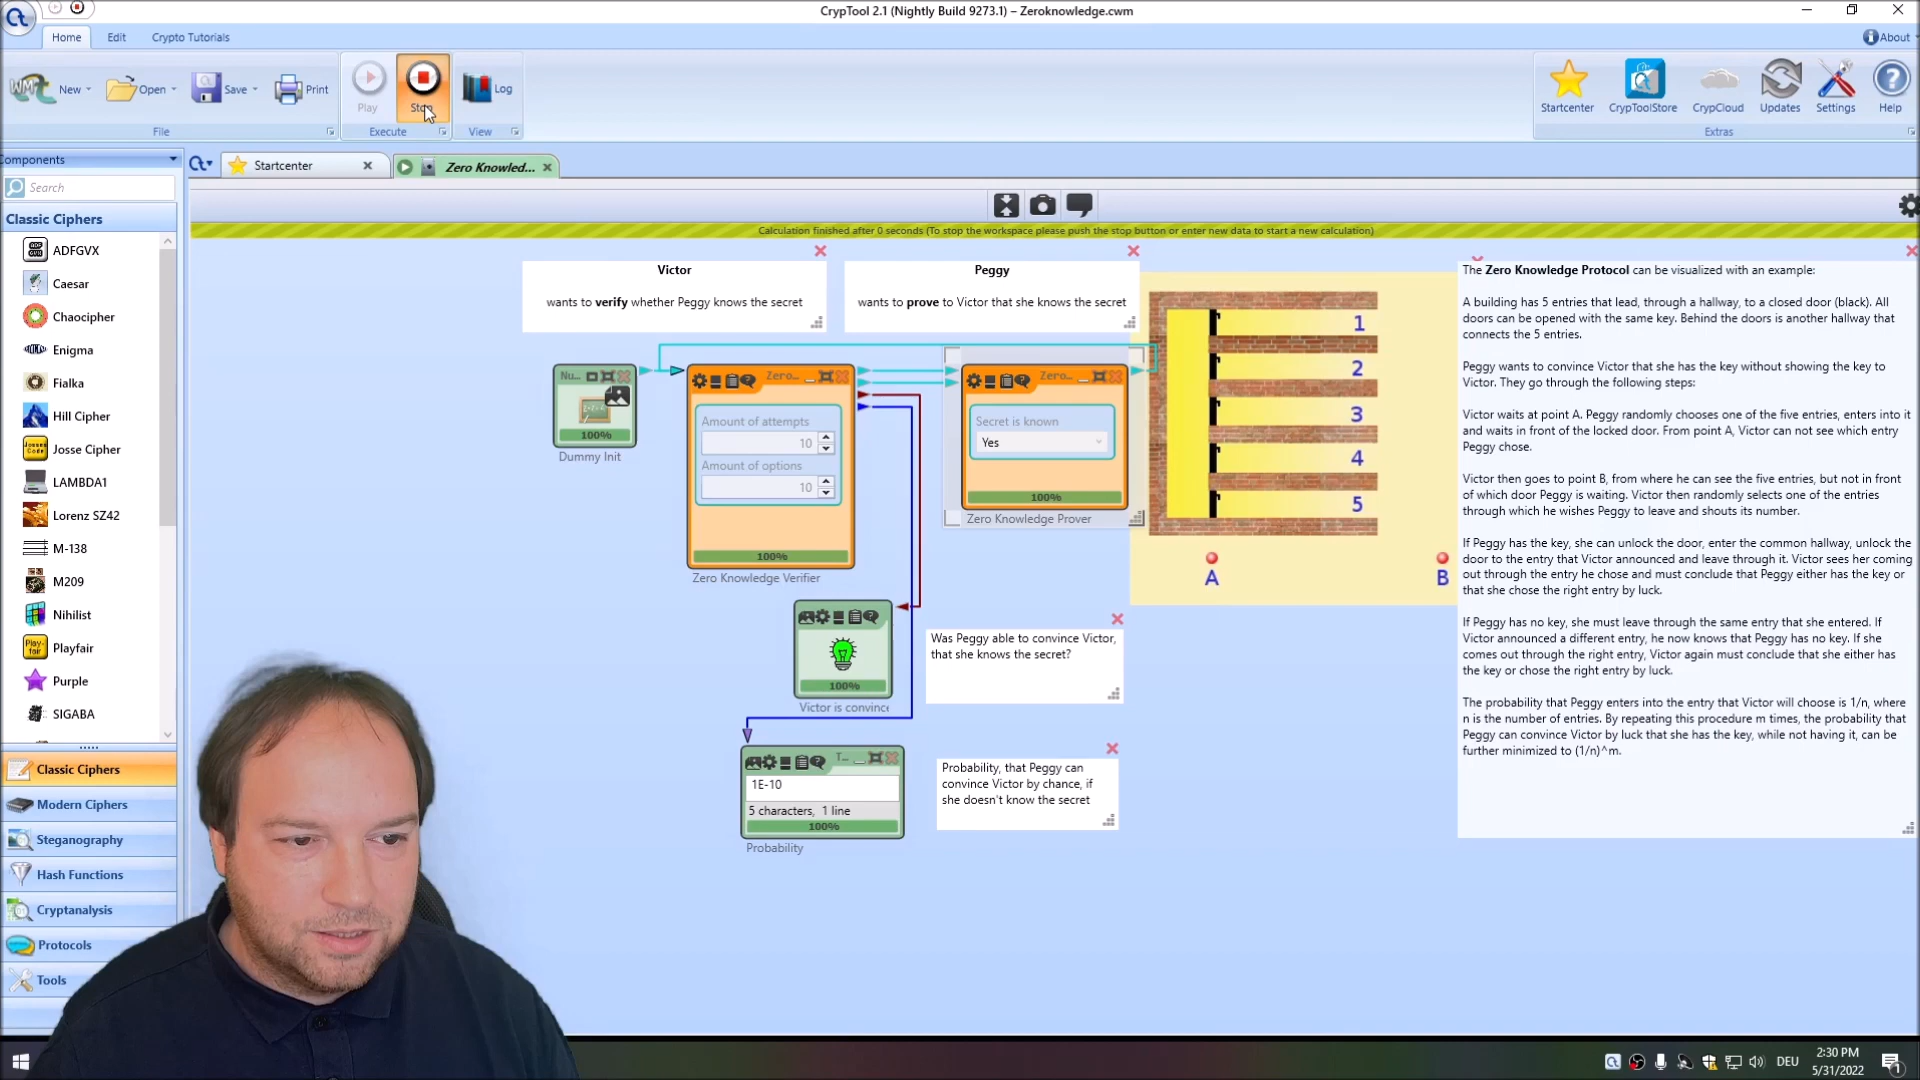 CrypTool 2.1 (Nightly Build 9273.1) – Zeroknowledge.cwm
Home
Edit
Crypto Tutorials
About
New
Open
Save
Print
Play
Stop
Log
Startcenter
CrypToolStore
CrypCloud
Updates
Settings
Help
File
Execute
View
Extras
Components
Startcenter
Zero Knowled...
Search
Classic Ciphers
ADFGVX
Caesar
Chaocipher
Enigma
Fialka
Hill Cipher
Josse Cipher
LAMBDA1
Lorenz SZ42
M-138
M209
Nihilist
Playfair
Purple
SIGABA
Classic Ciphers
Modern Ciphers
Steganography
Hash Functions
Cryptanalysis
Protocols
Tools
Calculation finished after 0 seconds (To stop the workspace please push the stop button or enter new data to start a new calculation)
Victor
wants to verify whether Peggy knows the secret
Peggy
wants to prove to Victor that she knows the secret
Nu...
100%
Dummy Init
Zero...
Amount of attempts
10
Amount of options
10
100%
Zero Knowledge Verifier
Zero...
Secret is known
Yes
100%
Zero Knowledge Prover
1
2
3
4
5
A
B
100%
Victor is convince
Was Peggy able to convince Victor,
that she knows the secret?
T...
1E-10
5 characters, 1 line
100%
Probability
Probability, that Peggy can
convince Victor by chance, if
she doesn't know the secret
The Zero Knowledge Protocol can be visualized with an example:
A building has 5 entries that lead, through a hallway, to a closed door (black). All
doors can be opened with the same key. Behind the doors is another hallway that
connects the 5 entries.
Peggy wants to convince Victor that she has the key without showing the key to
Victor. They go through the following steps:
Victor waits at point A. Peggy randomly chooses one of the five entries, enters into it
and waits in front of the locked door. From point A, Victor can not see which entry
Peggy chose.
Victor then goes to point B, from where he can see the five entries, but not in front
of which door Peggy is waiting. Victor then randomly selects one of the entries
through which he wishes Peggy to leave and shouts its number.
If Peggy has the key, she can unlock the door, enter the common hallway, unlock the
door to the entry that Victor announced and leave through it. Victor sees her coming
out through the entry he chose and must conclude that Peggy either has the key or
that she chose the right entry by luck.
If Peggy has no key, she must leave through the same entry that she entered. If
Victor announced a different entry, he now knows that Peggy has no key. If she
comes out through the right entry, Victor again must conclude that she either has
the key or chose the right entry by luck.
The probability that Peggy enters into the entry that Victor will choose is 1/n, where
n is the number of entries. By repeating this procedure m times, the probability that
Peggy can convince Victor by luck that she has the key, while not having it, can be
further minimized to (1/n)^m.
DEU
2:30 PM
5/31/2022